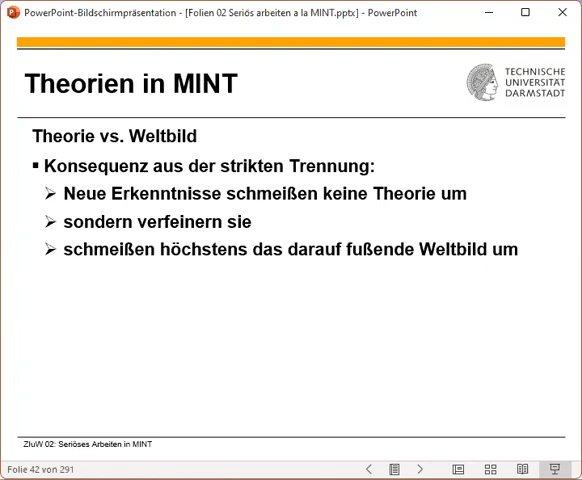 PowerPoint-Bildschirmpräsentation - [Folien 02 Seriös arbeiten a la MINT.pptx] - PowerPoint
Theorien in MINT
TECHNISCHE
UNIVERSITÄT
DARMSTADT
Theorie vs. Weltbild
▪ Konsequenz aus der strikten Trennung:
➢ Neue Erkenntnisse schmeißen keine Theorie um
➢ sondern verfeinern sie
➢ schmeißen höchstens das darauf fußende Weltbild um
ZIuW 02: Seriöses Arbeiten in MINT
Folie 42 von 291